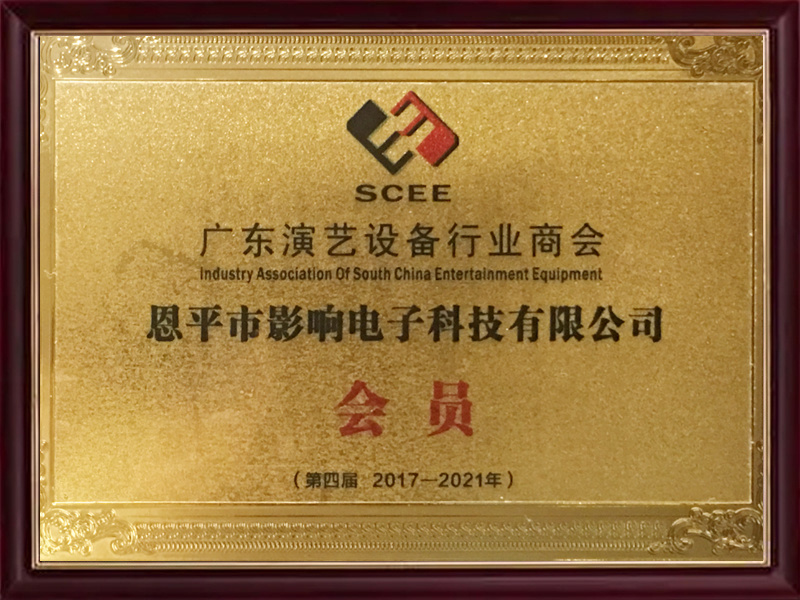 SCEE
广东演艺设备行业商会
Industry Association Of South China Entertainment Equipment
恩平市影响电子科技有限公司
会员
（第四届 2017—2021年）